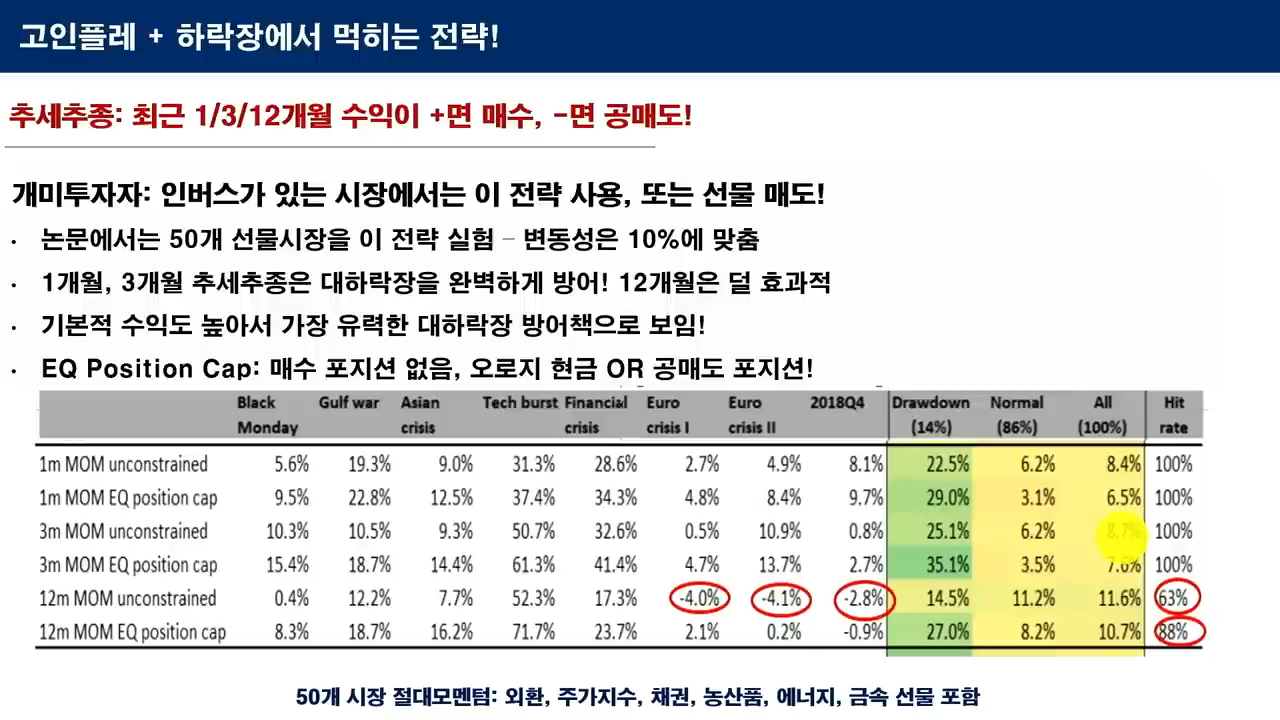 고인플레 + 하락장에서 먹히는 전략!
추세추종: 최근 1/3/12개월 수익이 +면 매수, -면 공매도!
개미투자자: 인버스가 있는 시장에서는 이 전략 사용, 또는 선물 매도!
· 논문에서는 50개 선물시장을 이 전략 실험 – 변동성은 10%에 맞춤
· 1개월, 3개월 추세추종은 대하락장을 완벽하게 방어! 12개월은 덜 효과적
· 기본적 수익도 높아서 가장 유력한 대하락장 방어책으로 보임!
· EQ Position Cap: 매수 포지션 없음, 오로지 현금 OR 공매도 포지션!
Black Gulf war Asian Tech burst Financial Euro Euro 2018Q4 Drawdown Normal All Hit
Monday crisis crisis crisis I crisis II (14%) (86%) (100%) rate
1m MOM unconstrained 5.6% 19.3% 9.0% 31.3% 28.6% 2.7% 4.9% 8.1% 22.5% 6.2% 8.4% 100%
1m MOM EQ position cap 9.5% 22.8% 12.5% 37.4% 34.3% 4.8% 8.4% 9.7% 29.0% 3.1% 6.5% 100%
3m MOM unconstrained 10.3% 10.5% 9.3% 50.7% 32.6% 0.5% 10.9% 0.8% 25.1% 6.2% 8.7% 100%
3m MOM EQ position cap 15.4% 18.7% 14.4% 61.3% 41.4% 4.7% 13.7% 2.7% 35.1% 3.5% 7.6% 100%
12m MOM unconstrained 0.4% 12.2% 7.7% 52.3% 17.3% -4.0% -4.1% -2.8% 14.5% 11.2% 11.6% 63%
12m MOM EQ position cap 8.3% 18.7% 16.2% 71.7% 23.7% 2.1% 0.2% -0.9% 27.0% 8.2% 10.7% 88%
50개 시장 절대모멘텀: 외환, 주가지수, 채권, 농산품, 에너지, 금속 선물 포함